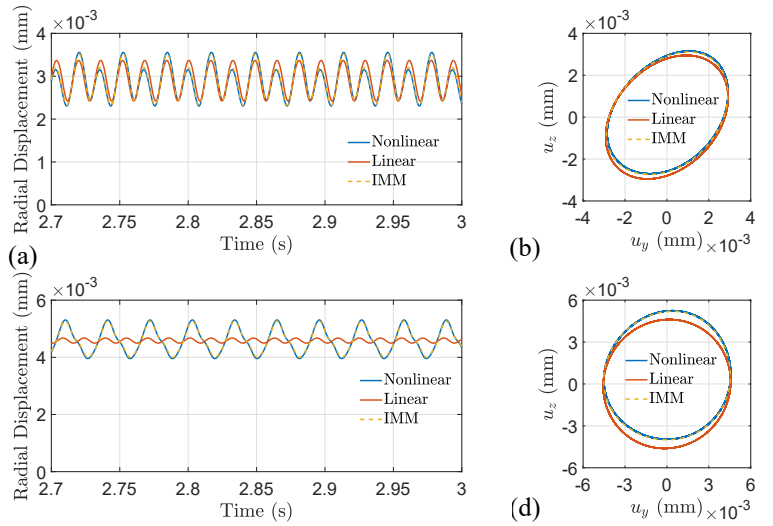 ×10⁻³
4
3
2
1
0
Radial Displacement (mm)
Nonlinear
Linear
IMM
2.7 2.75 2.8 2.85 2.9 2.95 3
Time (s)
(a)
×10⁻³
4
2
0
-2
-4
u_z (mm)
Nonlinear
Linear
IMM
-4 -2 0 2 4
u_y (mm) ×10⁻³
(b)
×10⁻³
6
4
2
0
Radial Displacement (mm)
Nonlinear
Linear
IMM
2.7 2.75 2.8 2.85 2.9 2.95 3
Time (s)
×10⁻³
6
3
0
-3
-6
u_z (mm)
Nonlinear
Linear
IMM
-6 -3 0 3 6
u_y (mm) ×10⁻³
(d)